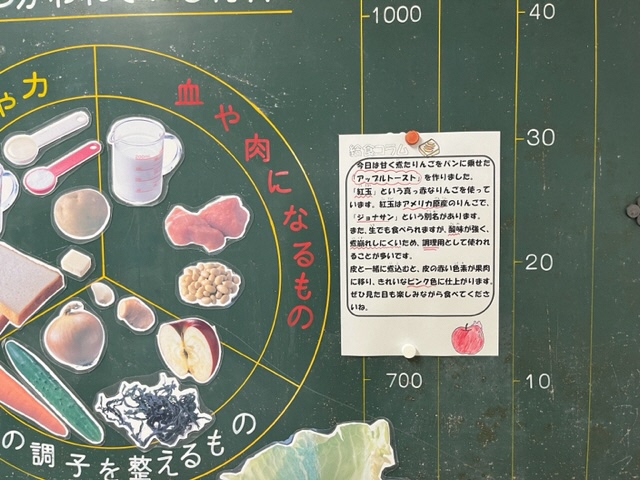 1000
40
30
20
10
700
や力
血や肉になるもの
の調子を整えるもの
給食コラム
今日は甘く煮たりんごをパンに乗せた
「アップルトースト」を作りました。
「紅玉」という真っ赤なりんごを使って
います。紅玉はアメリカ原産のりんごで、
「ジョナサン」という別名があります。
また、生でも食べられますが、酸味が強く、
煮崩れしにくいため、調理用として使われ
ることが多いです。
皮と一緒に煮込むと、皮の赤い色素が果肉
に移り、きれいなピンク色に仕上がります。
ぜひ見た目も楽しみながら食べてくださ
いね。